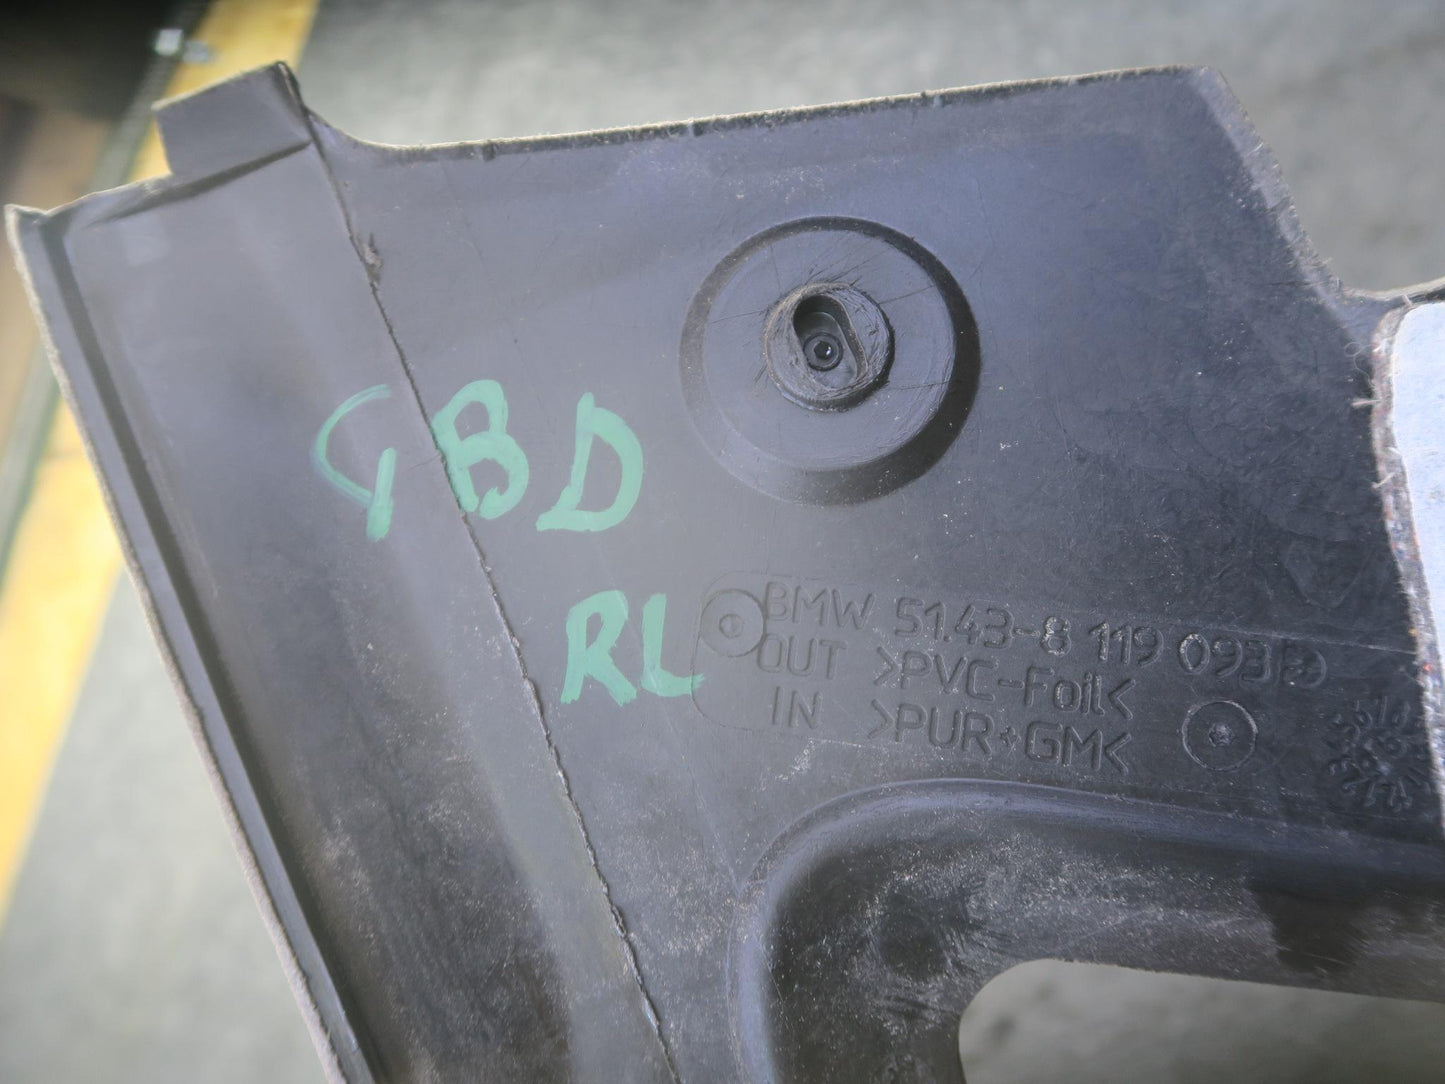 GBD
RL
BMW 51.43-8 119 093
OUT >PVC-Foil<
IN >PUR+GM<